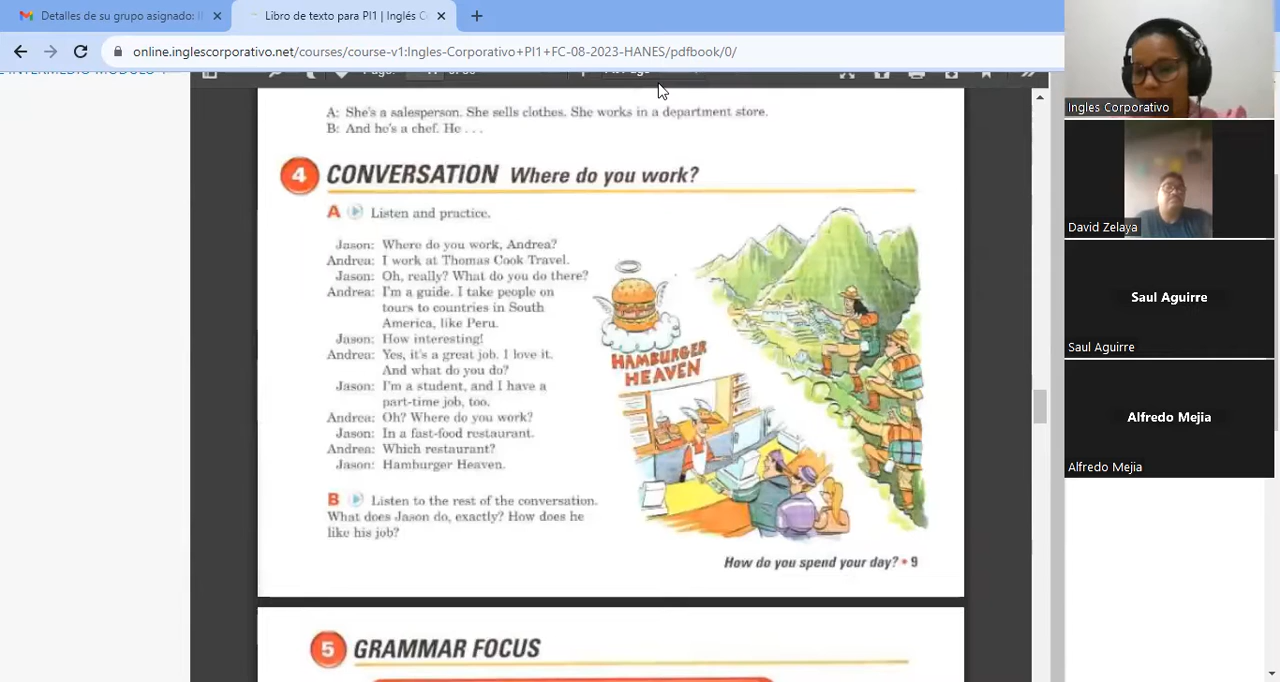 Detalles de su grupo asignado: I
Libro de texto para PI1 | Inglés C
online.inglescorporativo.net/courses/course-v1:Ingles-Corporativo+PI1+FC-08-2023-HANES/pdfbook/0/
A: She's a salesperson. She sells clothes. She works in a department store.
B: And he's a chef. He . . .
4 CONVERSATION Where do you work?
A Listen and practice.
Jason: Where do you work, Andrea?
Andrea: I work at Thomas Cook Travel.
Jason: Oh, really? What do you do there?
Andrea: I'm a guide. I take people on
tours to countries in South
America, like Peru.
Jason: How interesting!
Andrea: Yes, it's a great job. I love it.
And what do you do?
Jason: I'm a student, and I have a
part-time job, too.
Andrea: Oh? Where do you work?
Jason: In a fast-food restaurant.
Andrea: Which restaurant?
Jason: Hamburger Heaven.
HAMBURGER
HEAVEN
B Listen to the rest of the conversation.
What does Jason do, exactly? How does he
like his job?
How do you spend your day? • 9
5 GRAMMAR FOCUS
Ingles Corporativo
David Zelaya
Saul Aguirre
Saul Aguirre
Alfredo Mejia
Alfredo Mejia